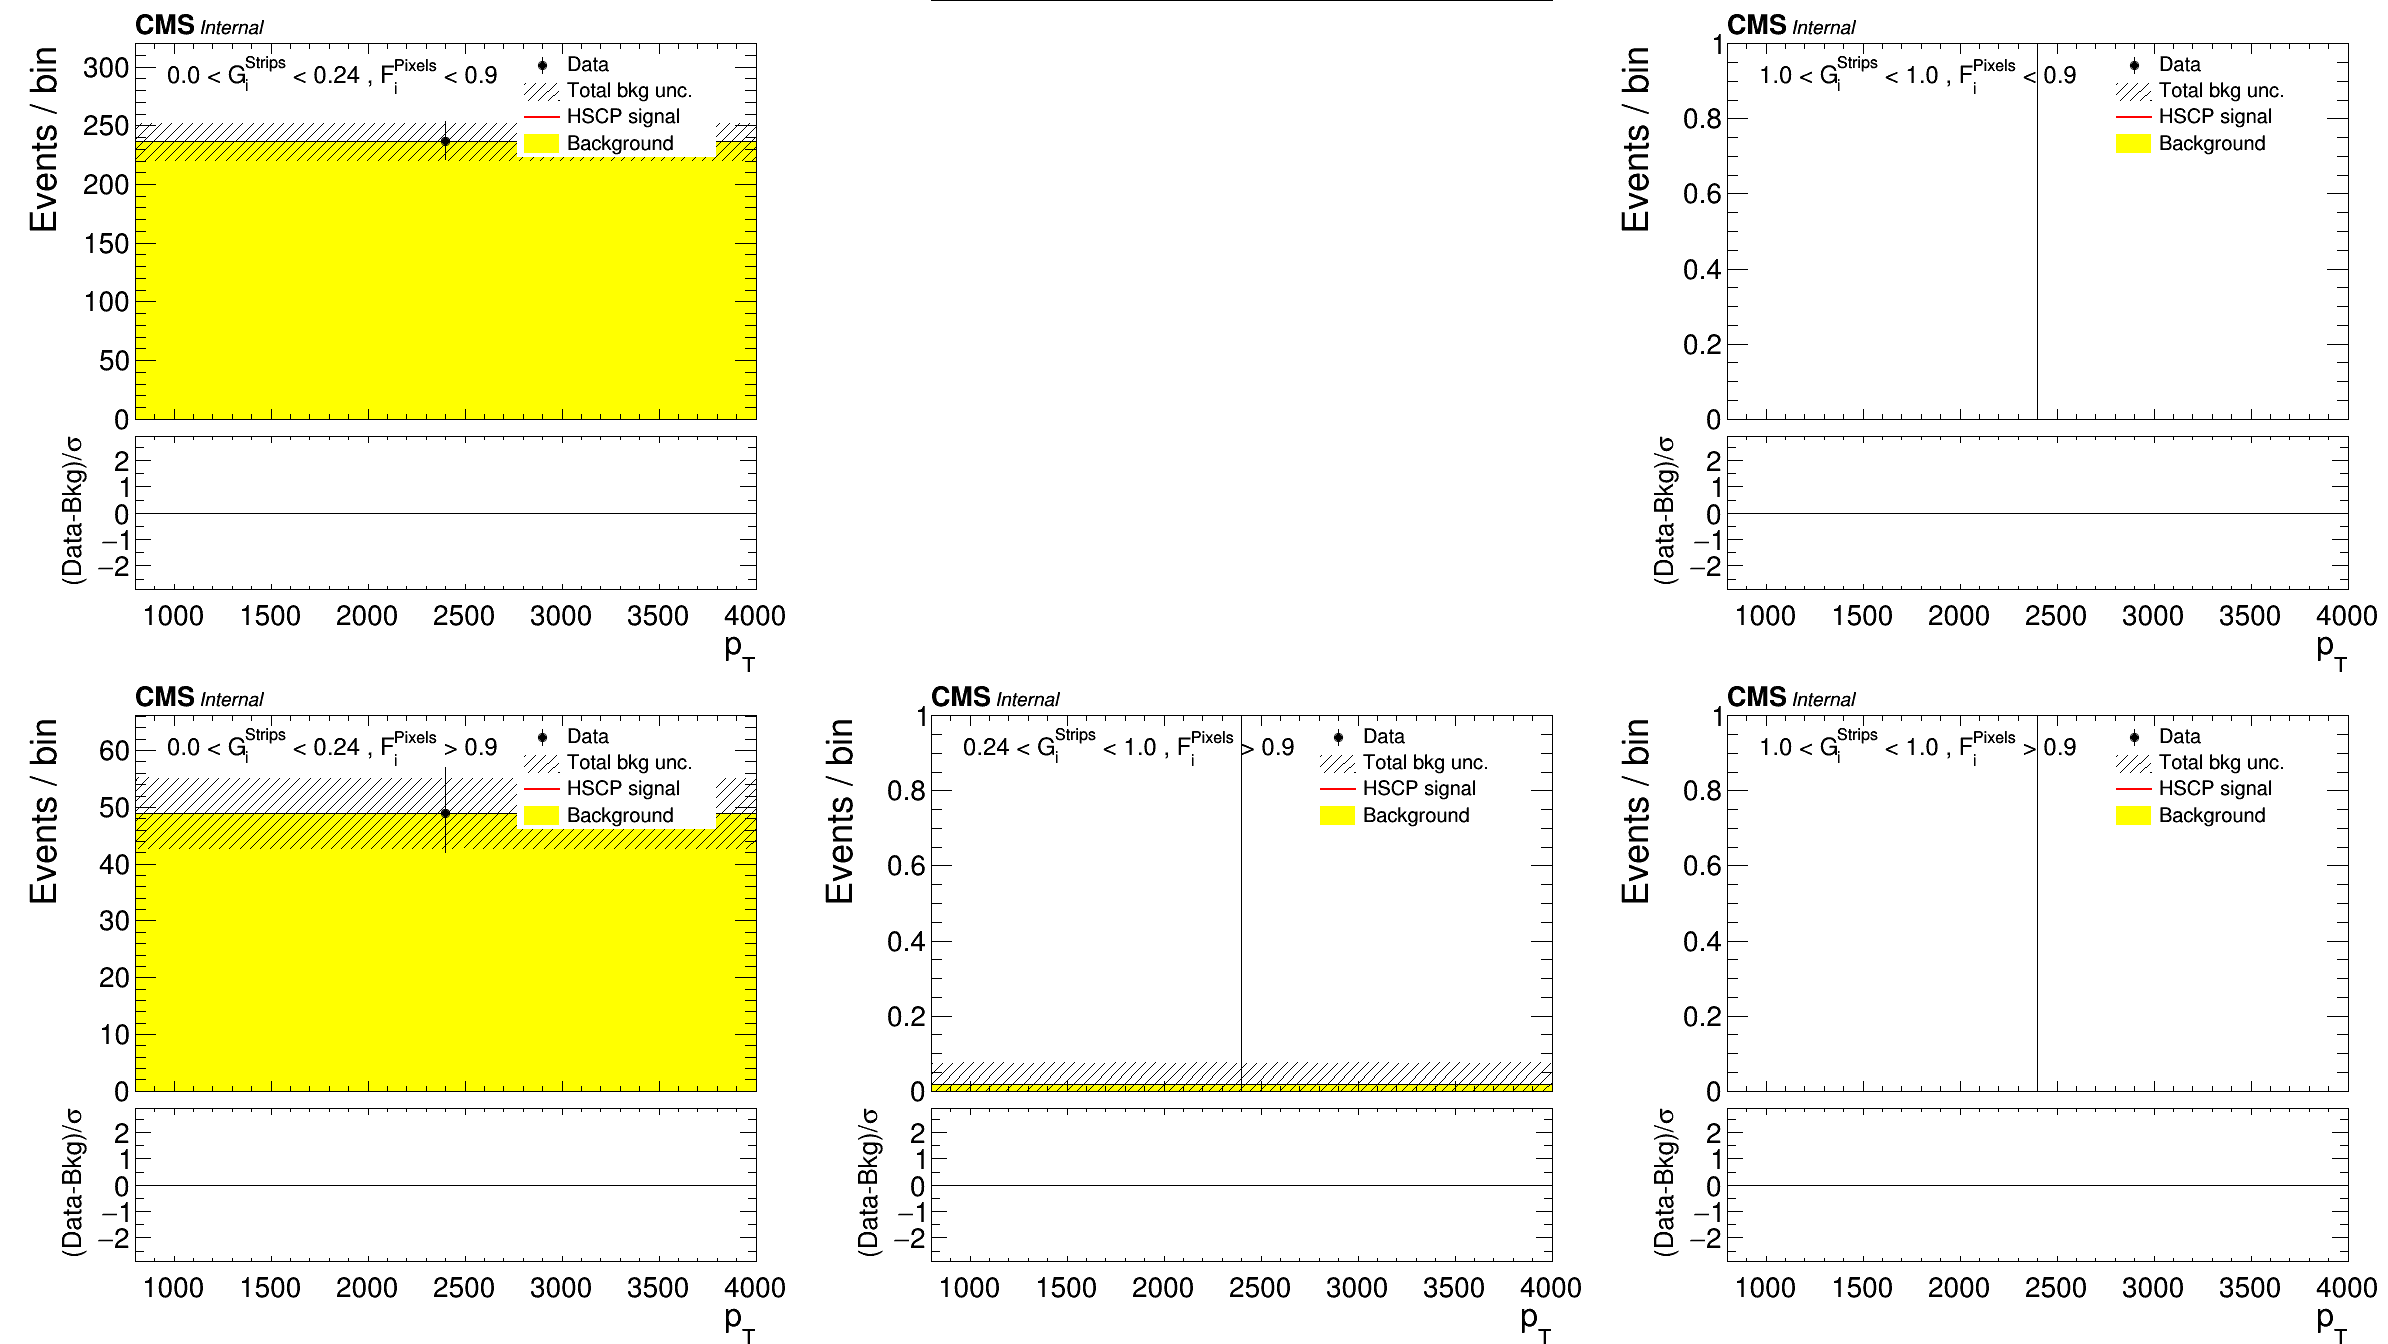 CMS Internal
Events / bin
300
250
200
150
100
50
0
0.0 < G_i^Strips < 0.24 , F_i^Pixels < 0.9
Data
Total bkg unc.
HSCP signal
Background
(Data-Bkg)/σ
2
1
0
−1
−2
1000 1500 2000 2500 3000 3500 4000
p_T
CMS Internal
Events / bin
1
0.8
0.6
0.4
0.2
0
1.0 < G_i^Strips < 1.0 , F_i^Pixels < 0.9
Data
Total bkg unc.
HSCP signal
Background
(Data-Bkg)/σ
2
1
0
−1
−2
1000 1500 2000 2500 3000 3500 4000
p_T
CMS Internal
Events / bin
60
50
40
30
20
10
0
0.0 < G_i^Strips < 0.24 , F_i^Pixels > 0.9
Data
Total bkg unc.
HSCP signal
Background
(Data-Bkg)/σ
2
1
0
−1
−2
1000 1500 2000 2500 3000 3500 4000
p_T
CMS Internal
Events / bin
1
0.8
0.6
0.4
0.2
0
0.24 < G_i^Strips < 1.0 , F_i^Pixels > 0.9
Data
Total bkg unc.
HSCP signal
Background
(Data-Bkg)/σ
2
1
0
−1
−2
1000 1500 2000 2500 3000 3500 4000
p_T
CMS Internal
Events / bin
1
0.8
0.6
0.4
0.2
0
1.0 < G_i^Strips < 1.0 , F_i^Pixels > 0.9
Data
Total bkg unc.
HSCP signal
Background
(Data-Bkg)/σ
2
1
0
−1
−2
1000 1500 2000 2500 3000 3500 4000
p_T